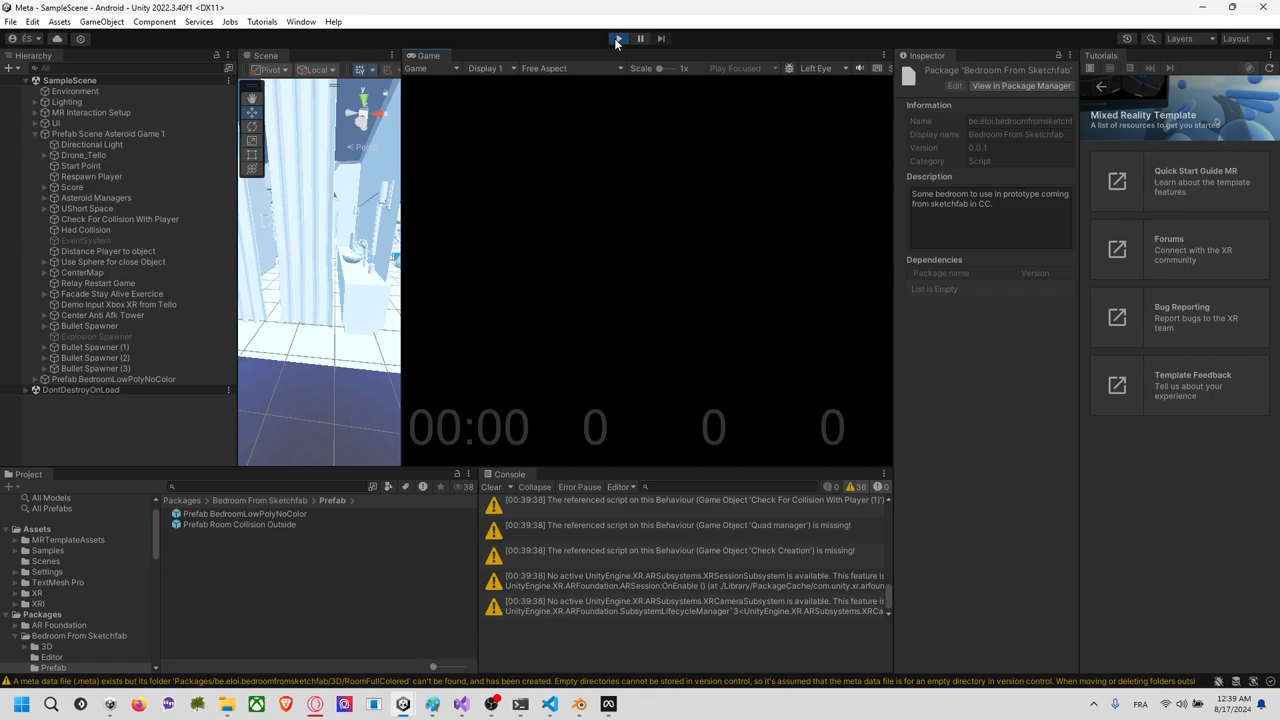 Meta - SampleScene - Android - Unity 2022.3.40f1 <DX11>
File Edit Assets GameObject Component Services Jobs Tutorials Window Help
ÉS Layers Layout
Hierarchy
All
SampleScene
Environment
Lighting
MR Interaction Setup
UI
Prefab Scene Asteroid Game 1
Directional Light
Drone_Tello
Start Point
Respawn Player
Score
Asteroid Managers
UShort Space
Check For Collision With Player
Had Collision
EventSystem
Distance Player to object
Use Sphere for close Object
CenterMap
Relay Restart Game
Facade Stay Alive Exercice
Demo Input Xbox XR from Tello
Center Anti Afk Tower
Bullet Spawner
Explosion Spawner
Bullet Spawner (1)
Bullet Spawner (2)
Bullet Spawner (3)
Prefab BedroomLowPolyNoColor
DontDestroyOnLoad
Scene
Pivot Local
y
Persp
Game
Game Display 1 Free Aspect Scale 1x Play Focused Left Eye S
00:00 0 0 0
Inspector
Package 'Bedroom From Sketchfab'
Edit View in Package Manager
Information
Name be.eloi.bedroomfromsketchf
Display name Bedroom From Sketchfab
Version 0.0.1
Category Script
Description
Some bedroom to use in prototype coming
from sketchfab in CC.
Dependencies
Package name Version
List is Empty
Tutorials
Mixed Reality Template
A list of resources to get you started
Quick Start Guide MR
Learn about the template
features
Forums
Connect with the XR
community
Bug Reporting
Report bugs to the XR
team
Template Feedback
Tell us about your
experience
Project
38
All Models
All Prefabs
Assets
MRTemplateAssets
Samples
Scenes
Settings
TextMesh Pro
XR
XRI
Packages
AR Foundation
Bedroom From Sketchfab
3D
Editor
Prefab
Packages > Bedroom From Sketchfab > Prefab
Prefab BedroomLowPolyNoColor
Prefab Room Collision Outside
Console
Clear Collapse Error Pause Editor 0 36 0
[00:39:38] The referenced script on this Behaviour (Game Object 'Check For Collision With Player (1)')
[00:39:38] The referenced script on this Behaviour (Game Object 'Quad manager') is missing!
[00:39:38] The referenced script on this Behaviour (Game Object 'Check Creation') is missing!
[00:39:38] No active UnityEngine.XR.ARSubsystems.XRSessionSubsystem is available. This feature is
UnityEngine.XR.ARFoundation.ARSession:OnEnable () (at ./Library/PackageCache/com.unity.xr.arfoun
[00:39:38] No active UnityEngine.XR.ARSubsystems.XRCameraSubsystem is available. This feature is
UnityEngine.XR.ARFoundation.SubsystemLifecycleManager`3<UnityEngine.XR.ARSubsystems.XRCa
A meta data file (.meta) exists but its folder 'Packages/be.eloi.bedroomfromsketchfab/3D/RoomFullColored' can't be found, and has been created. Empty directories cannot be stored in version control, so it's assumed that the meta data file is for an empty directory in version control. When moving or deleting folders outsi
FR
12:39 AM
8/17/2024